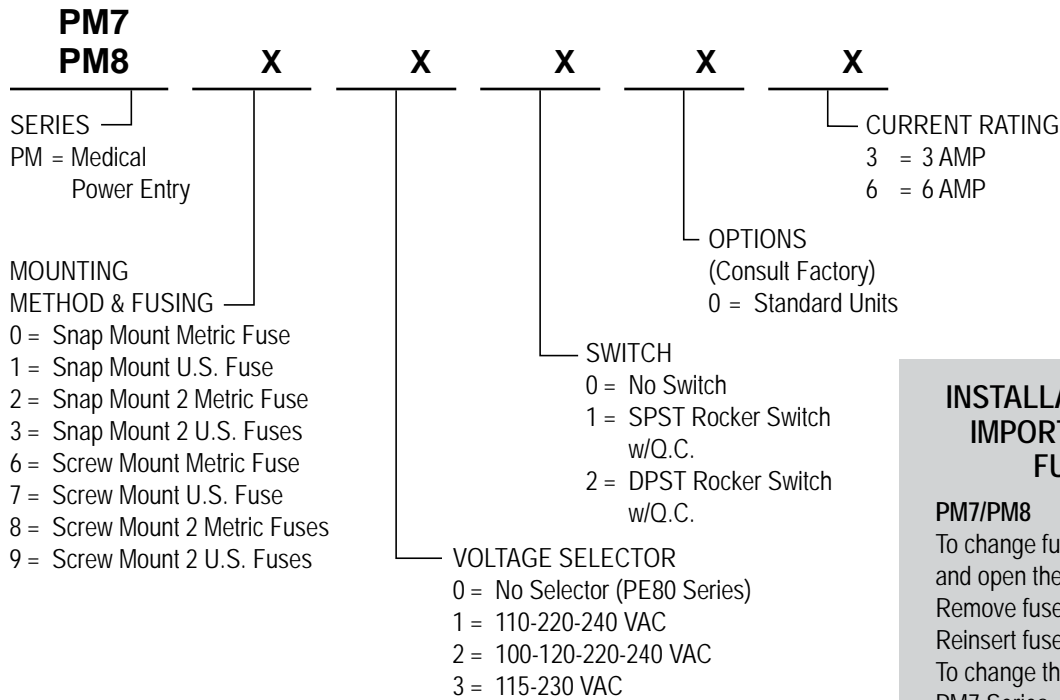 PM7
PM8 X X X X X
SERIES
PM = Medical
Power Entry
MOUNTING
METHOD & FUSING
0 = Snap Mount Metric Fuse
1 = Snap Mount U.S. Fuse
2 = Snap Mount 2 Metric Fuse
3 = Snap Mount 2 U.S. Fuses
6 = Screw Mount Metric Fuse
7 = Screw Mount U.S. Fuse
8 = Screw Mount 2 Metric Fuses
9 = Screw Mount 2 U.S. Fuses
VOLTAGE SELECTOR
0 = No Selector (PE80 Series)
1 = 110-220-240 VAC
2 = 100-120-220-240 VAC
3 = 115-230 VAC
SWITCH
0 = No Switch
1 = SPST Rocker Switch
w/Q.C.
2 = DPST Rocker Switch
w/Q.C.
OPTIONS
(Consult Factory)
0 = Standard Units
CURRENT RATING
3 = 3 AMP
6 = 6 AMP
PM7/PM8
To change
and open the
Remove fuse
Reinsert fuse
To change
PM7 Series